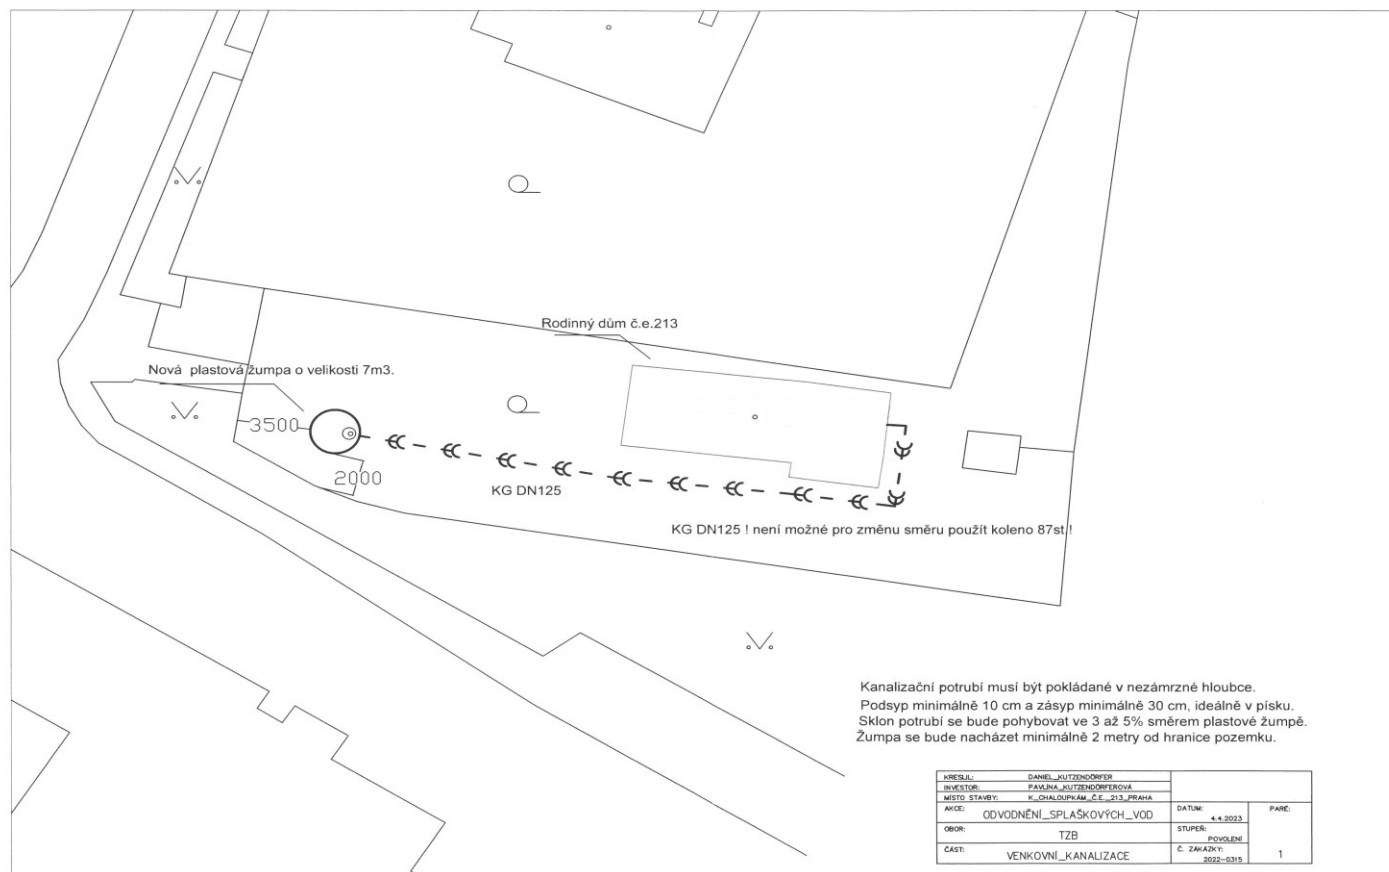 Rodinný dům č.e.213
Nová plastová žumpa o velikosti 7m3.
3500
2000
KG DN125
KG DN125 ! není možné pro změnu směru použít koleno 87st.!
Kanalizační potrubí musí být pokládané v nezámrzné hloubce.
Podsyp minimálně 10 cm a zásyp minimálně 30 cm, ideálně v písku.
Sklon potrubí se bude pohybovat ve 3 až 5% směrem plastové žumpě.
Žumpa se bude nacházet minimálně 2 metry od hranice pozemku.
KRESLIL: DANIEL_KUTZENDÖRFER
INVESTOR: PAVLÍNA_KUTZENDÖRFEROVÁ
MÍSTO STAVBY: K_CHALOUPKÁM_Č.E._213_PRAHA
AKCE: ODVODNĚNÍ_SPLAŠKOVÝCH_VOD
DATUM: 4.4.2023
PARÉ: 1
OBOR: TZB
STUPEŇ: POVOLENÍ
ČÁST: VENKOVNÍ_KANALIZACE
Č. ZAKÁZKY: 2022-0315